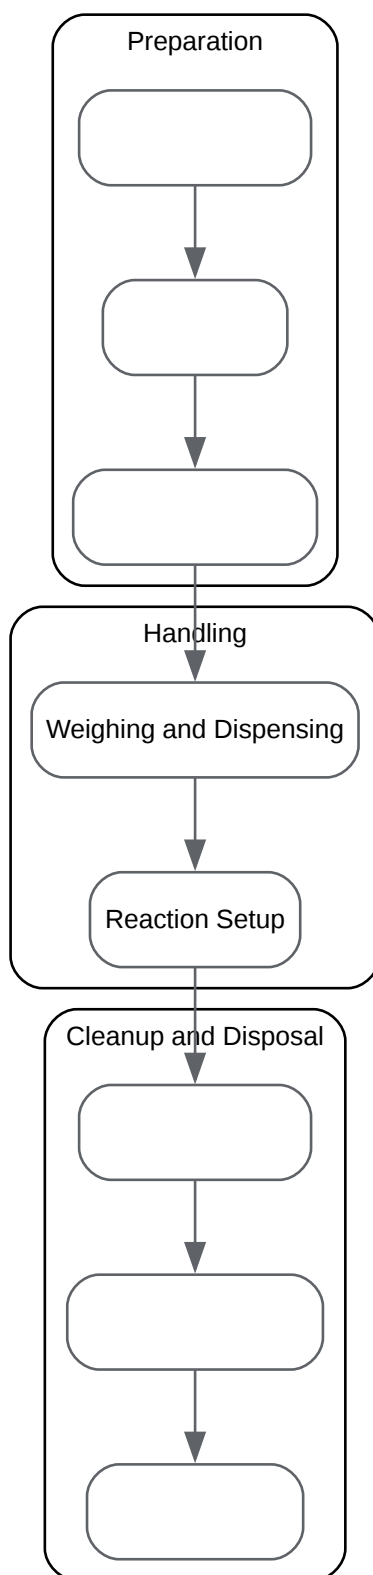 Preparation
Handling
Weighing and Dispensing
Reaction Setup
Cleanup and Disposal